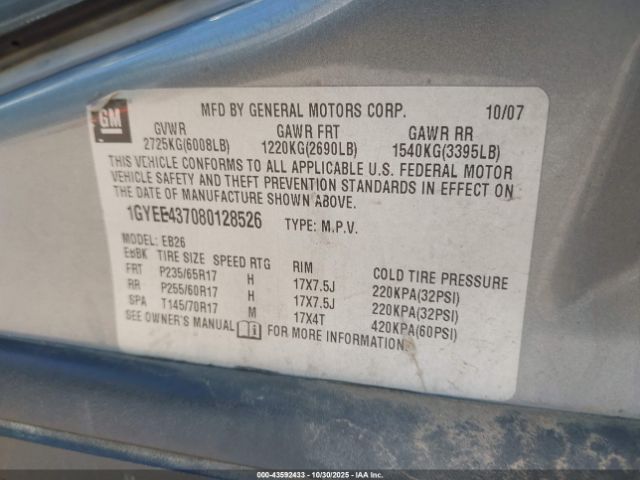 GM
MFD BY GENERAL MOTORS CORP. 10/07
GVWR GAWR FRT GAWR RR
2725KG(6008LB) 1220KG(2690LB) 1540KG(3395LB)
THIS VEHICLE CONFORMS TO ALL APPLICABLE U.S. FEDERAL MOTOR
VEHICLE SAFETY AND THEFT PREVENTION STANDARDS IN EFFECT ON
THE DATE OF MANUFACTURE SHOWN ABOVE.
1GYEE437080128526 TYPE: M.P.V.
MODEL: EB26
TIRE SIZE SPEED RTG RIM COLD TIRE PRESSURE
FRT P235/65R17 H 17X7.5J 220KPA(32PSI)
RR P255/60R17 H 17X7.5J 220KPA(32PSI)
SPA T145/70R17 M 17X4T 420KPA(60PSI)
SEE OWNER'S MANUAL FOR MORE INFORMATION.
000-43592433 | 10/30/2025 | IAA Inc.